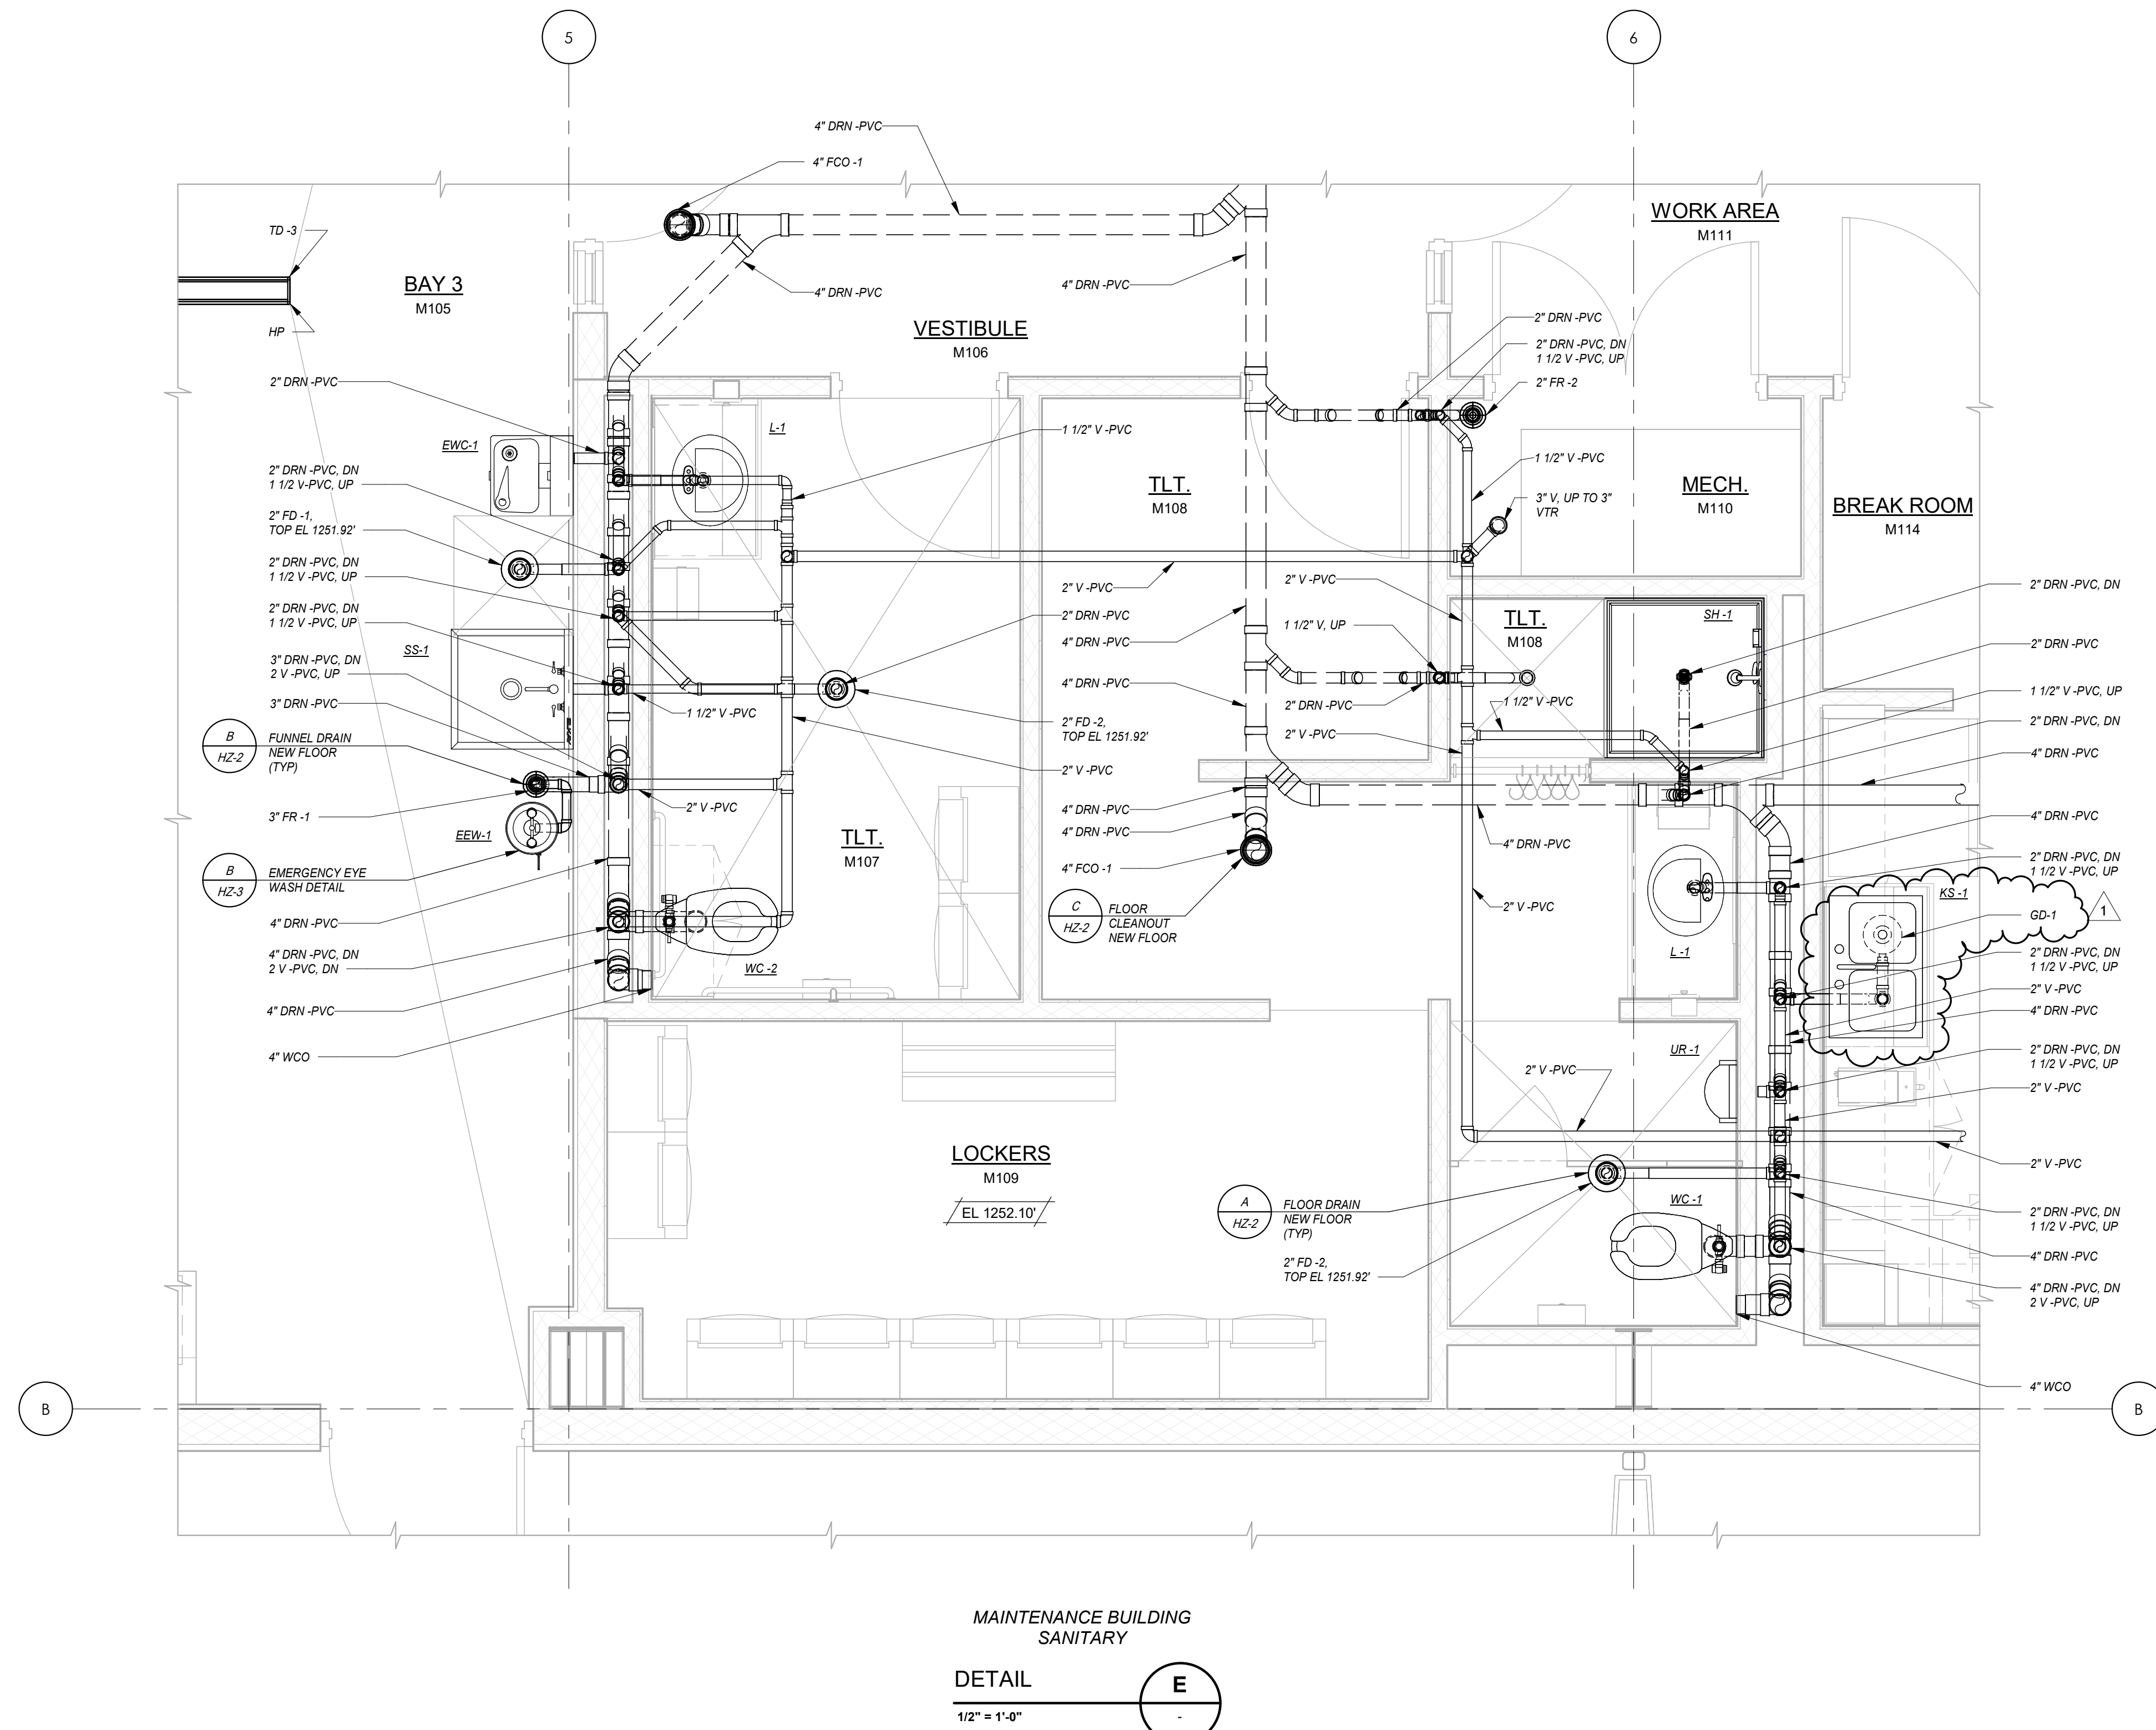 5
6
4" DRN -PVC
4" FCO -1
WORK AREA
M111
TD -3
BAY 3
M105
4" DRN -PVC
4" DRN -PVC
HP
VESTIBULE
M106
2" DRN -PVC
2" DRN -PVC, DN
1 1/2 V -PVC, UP
2" FR -2
2" DRN -PVC
EWC-1
L-1
1 1/2" V -PVC
1 1/2" V -PVC
2" DRN -PVC, DN
1 1/2 V-PVC, UP
TLT.
M108
MECH.
M110
3" V, UP TO 3"
VTR
BREAK ROOM
M114
2" FD -1,
TOP EL 1251.92'
2" DRN -PVC, DN
1 1/2 V -PVC, UP
2" V -PVC
2" V -PVC
2" DRN -PVC, DN
2" DRN -PVC, DN
1 1/2 V -PVC, UP
2" DRN -PVC
1 1/2" V, UP
TLT.
M108
SH -1
4" DRN -PVC
2" DRN -PVC
SS-1
3" DRN -PVC, DN
2 V -PVC, UP
4" DRN -PVC
1 1/2" V -PVC, UP
3" DRN -PVC
1 1/2" V -PVC
2" DRN -PVC
1 1/2" V -PVC
2" DRN -PVC, DN
B
HZ-2
FUNNEL DRAIN
NEW FLOOR
(TYP)
2" FD -2,
TOP EL 1251.92'
2" V -PVC
4" DRN -PVC
2" V -PVC
3" FR -1
2" V -PVC
4" DRN -PVC
4" DRN -PVC
EEW-1
TLT.
M107
4" DRN -PVC
4" DRN -PVC
B
HZ-3
EMERGENCY EYE
WASH DETAIL
4" FCO -1
2" DRN -PVC, DN
1 1/2 V -PVC, UP
KS -1
C
HZ-2
FLOOR
CLEANOUT
NEW FLOOR
2" V -PVC
GD-1
1
4" DRN -PVC
4" DRN -PVC, DN
2 V -PVC, DN
WC -2
L -1
2" DRN -PVC, DN
1 1/2 V -PVC, UP
2" V -PVC
4" DRN -PVC
4" DRN -PVC
4" WCO
UR -1
2" DRN -PVC, DN
1 1/2 V -PVC, UP
2" V -PVC
2" V -PVC
LOCKERS
M109
EL 1252.10'
2" V -PVC
A
HZ-2
FLOOR DRAIN
NEW FLOOR
(TYP)
WC -1
2" DRN -PVC, DN
1 1/2 V -PVC, UP
2" FD -2,
TOP EL 1251.92'
4" DRN -PVC
4" DRN -PVC, DN
2 V -PVC, UP
4" WCO
B
B
MAINTENANCE BUILDING
SANITARY
DETAIL
E
1/2" = 1'-0"
-